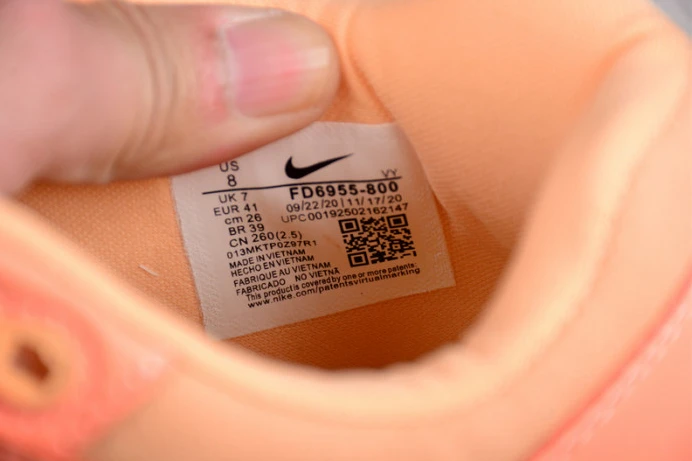 US
8
VY
UK 7
FD6955-800
EUR 41
09/22/20 | 11/17/20
cm 26
UPC00192502162147
BR 39
CN 260(2.5)
013MKTP0Z97R1
MADE IN VIETNAM
HECHO EN VIETNAM
FABRIQUE AU VIETNAM
FABRICADO NO VIETNÃ
This product is covered by one or more patents:
www.nike.com/patentsvirtualmarking